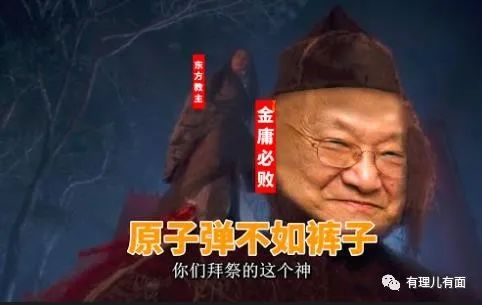 东方教主
金庸必败
原子弹不如裤子
你们拜祭的这个神
有理儿有面